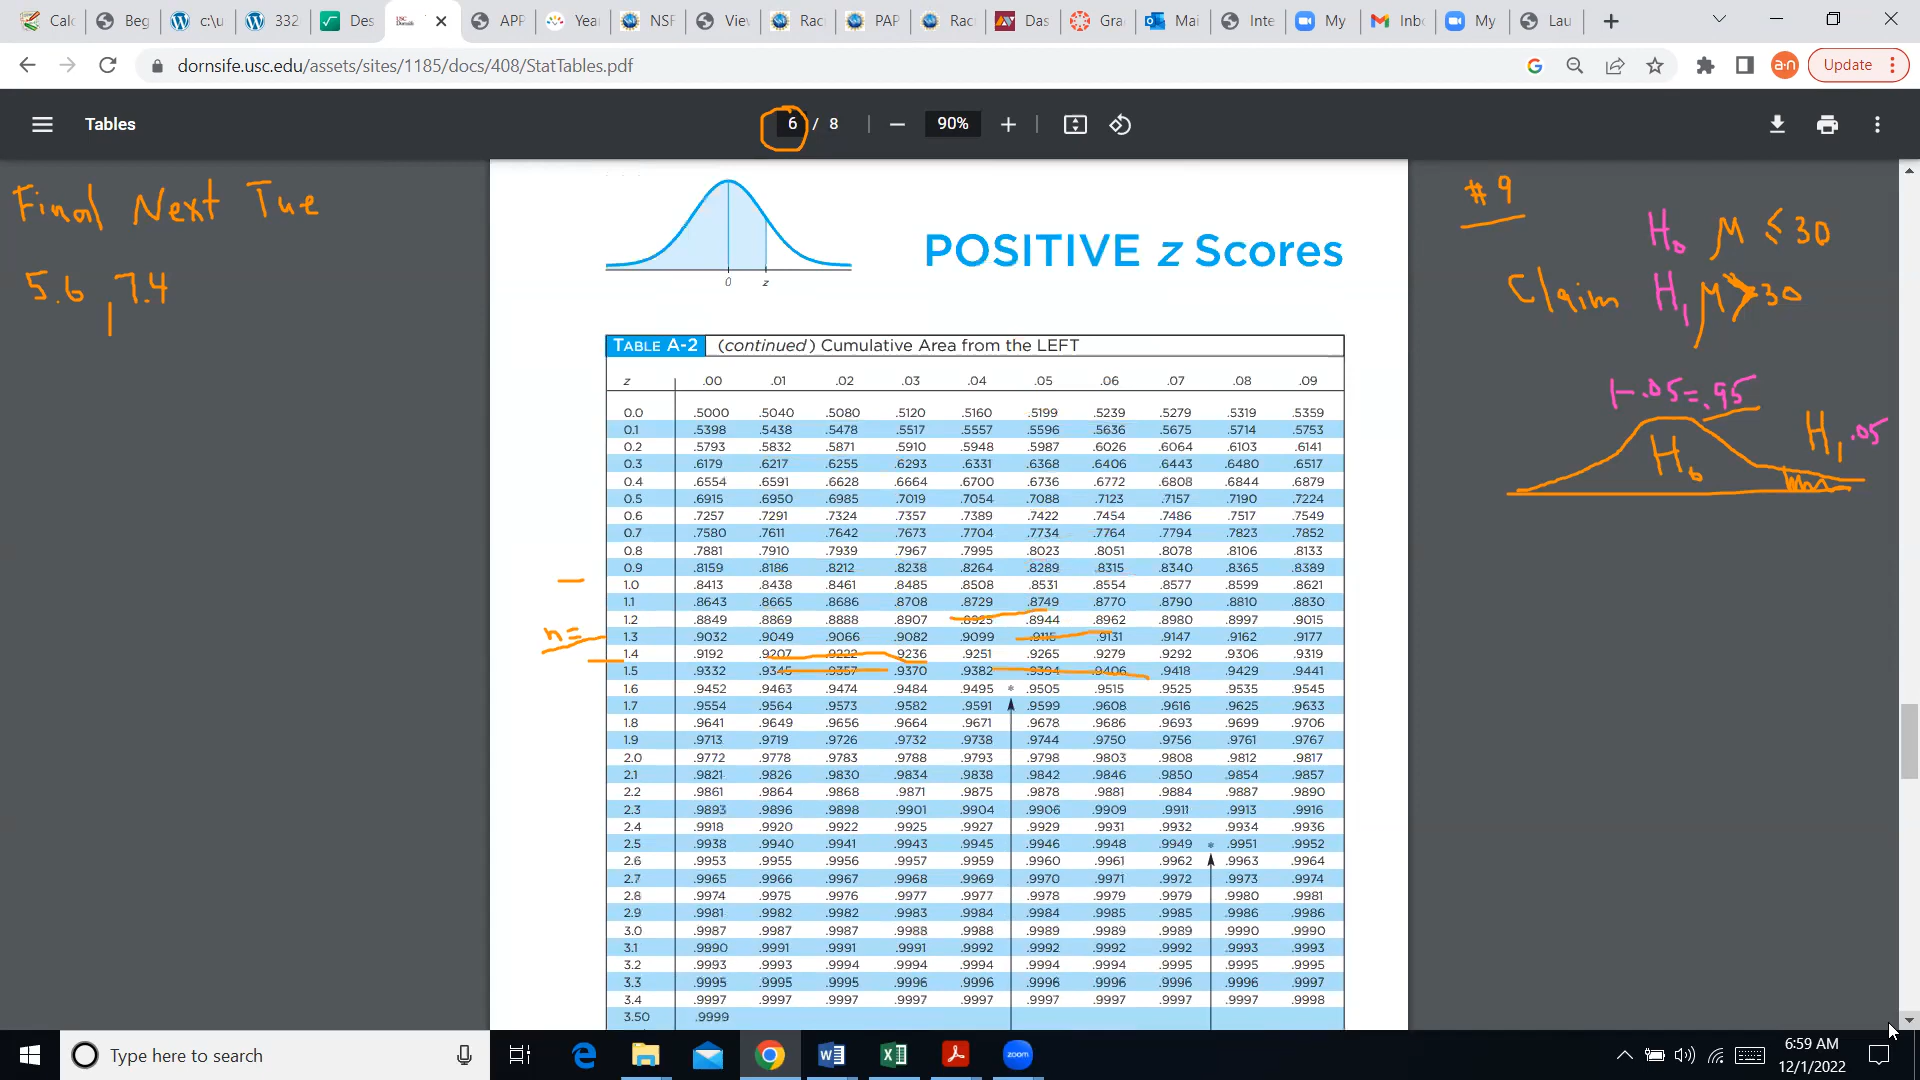 Calc
Beg
c:\u
332
Des
APP
Year
NSF
View
Rac
PAP
Rac
Das
Gra
Mai
Inte
My
Inbo
My
Lau
dornsife.usc.edu/assets/sites/1185/docs/408/StatTables.pdf
a-n
Update
Tables
6 / 8
90%
Final Next Tue
5.6, 7.4
n=
0 z
POSITIVE z Scores
TABLE A-2 (continued) Cumulative Area from the LEFT
z .00 .01 .02 .03 .04 .05 .06 .07 .08 .09
0.0 .5000 .5040 .5080 .5120 .5160 .5199 .5239 .5279 .5319 .5359
0.1 .5398 .5438 .5478 .5517 .5557 .5596 .5636 .5675 .5714 .5753
0.2 .5793 .5832 .5871 .5910 .5948 .5987 .6026 .6064 .6103 .6141
0.3 .6179 .6217 .6255 .6293 .6331 .6368 .6406 .6443 .6480 .6517
0.4 .6554 .6591 .6628 .6664 .6700 .6736 .6772 .6808 .6844 .6879
0.5 .6915 .6950 .6985 .7019 .7054 .7088 .7123 .7157 .7190 .7224
0.6 .7257 .7291 .7324 .7357 .7389 .7422 .7454 .7486 .7517 .7549
0.7 .7580 .7611 .7642 .7673 .7704 .7734 .7764 .7794 .7823 .7852
0.8 .7881 .7910 .7939 .7967 .7995 .8023 .8051 .8078 .8106 .8133
0.9 .8159 .8186 .8212 .8238 .8264 .8289 .8315 .8340 .8365 .8389
1.0 .8413 .8438 .8461 .8485 .8508 .8531 .8554 .8577 .8599 .8621
1.1 .8643 .8665 .8686 .8708 .8729 .8749 .8770 .8790 .8810 .8830
1.2 .8849 .8869 .8888 .8907 .8925 .8944 .8962 .8980 .8997 .9015
1.3 .9032 .9049 .9066 .9082 .9099 .9115 .9131 .9147 .9162 .9177
1.4 .9192 .9207 .9222 .9236 .9251 .9265 .9279 .9292 .9306 .9319
1.5 .9332 .9345 .9357 .9370 .9382 .9394 .9406 .9418 .9429 .9441
1.6 .9452 .9463 .9474 .9484 .9495 * .9505 .9515 .9525 .9535 .9545
1.7 .9554 .9564 .9573 .9582 .9591 .9599 .9608 .9616 .9625 .9633
1.8 .9641 .9649 .9656 .9664 .9671 .9678 .9686 .9693 .9699 .9706
1.9 .9713 .9719 .9726 .9732 .9738 .9744 .9750 .9756 .9761 .9767
2.0 .9772 .9778 .9783 .9788 .9793 .9798 .9803 .9808 .9812 .9817
2.1 .9821 .9826 .9830 .9834 .9838 .9842 .9846 .9850 .9854 .9857
2.2 .9861 .9864 .9868 .9871 .9875 .9878 .9881 .9884 .9887 .9890
2.3 .9893 .9896 .9898 .9901 .9904 .9906 .9909 .9911 .9913 .9916
2.4 .9918 .9920 .9922 .9925 .9927 .9929 .9931 .9932 .9934 .9936
2.5 .9938 .9940 .9941 .9943 .9945 .9946 .9948 .9949 * .9951 .9952
2.6 .9953 .9955 .9956 .9957 .9959 .9960 .9961 .9962 .9963 .9964
2.7 .9965 .9966 .9967 .9968 .9969 .9970 .9971 .9972 .9973 .9974
2.8 .9974 .9975 .9976 .9977 .9977 .9978 .9979 .9979 .9980 .9981
2.9 .9981 .9982 .9982 .9983 .9984 .9984 .9985 .9985 .9986 .9986
3.0 .9987 .9987 .9987 .9988 .9988 .9989 .9989 .9989 .9990 .9990
3.1 .9990 .9991 .9991 .9991 .9992 .9992 .9992 .9992 .9993 .9993
3.2 .9993 .9993 .9994 .9994 .9994 .9994 .9994 .9995 .9995 .9995
3.3 .9995 .9995 .9995 .9996 .9996 .9996 .9996 .9996 .9996 .9997
3.4 .9997 .9997 .9997 .9997 .9997 .9997 .9997 .9997 .9997 .9998
3.50 .9999
#9
H₀ μ ≤ 30
Claim H₁ μ > 30
1-.05=.95
H₀ H₁ .05
Type here to search
zoom
6:59 AM
12/1/2022